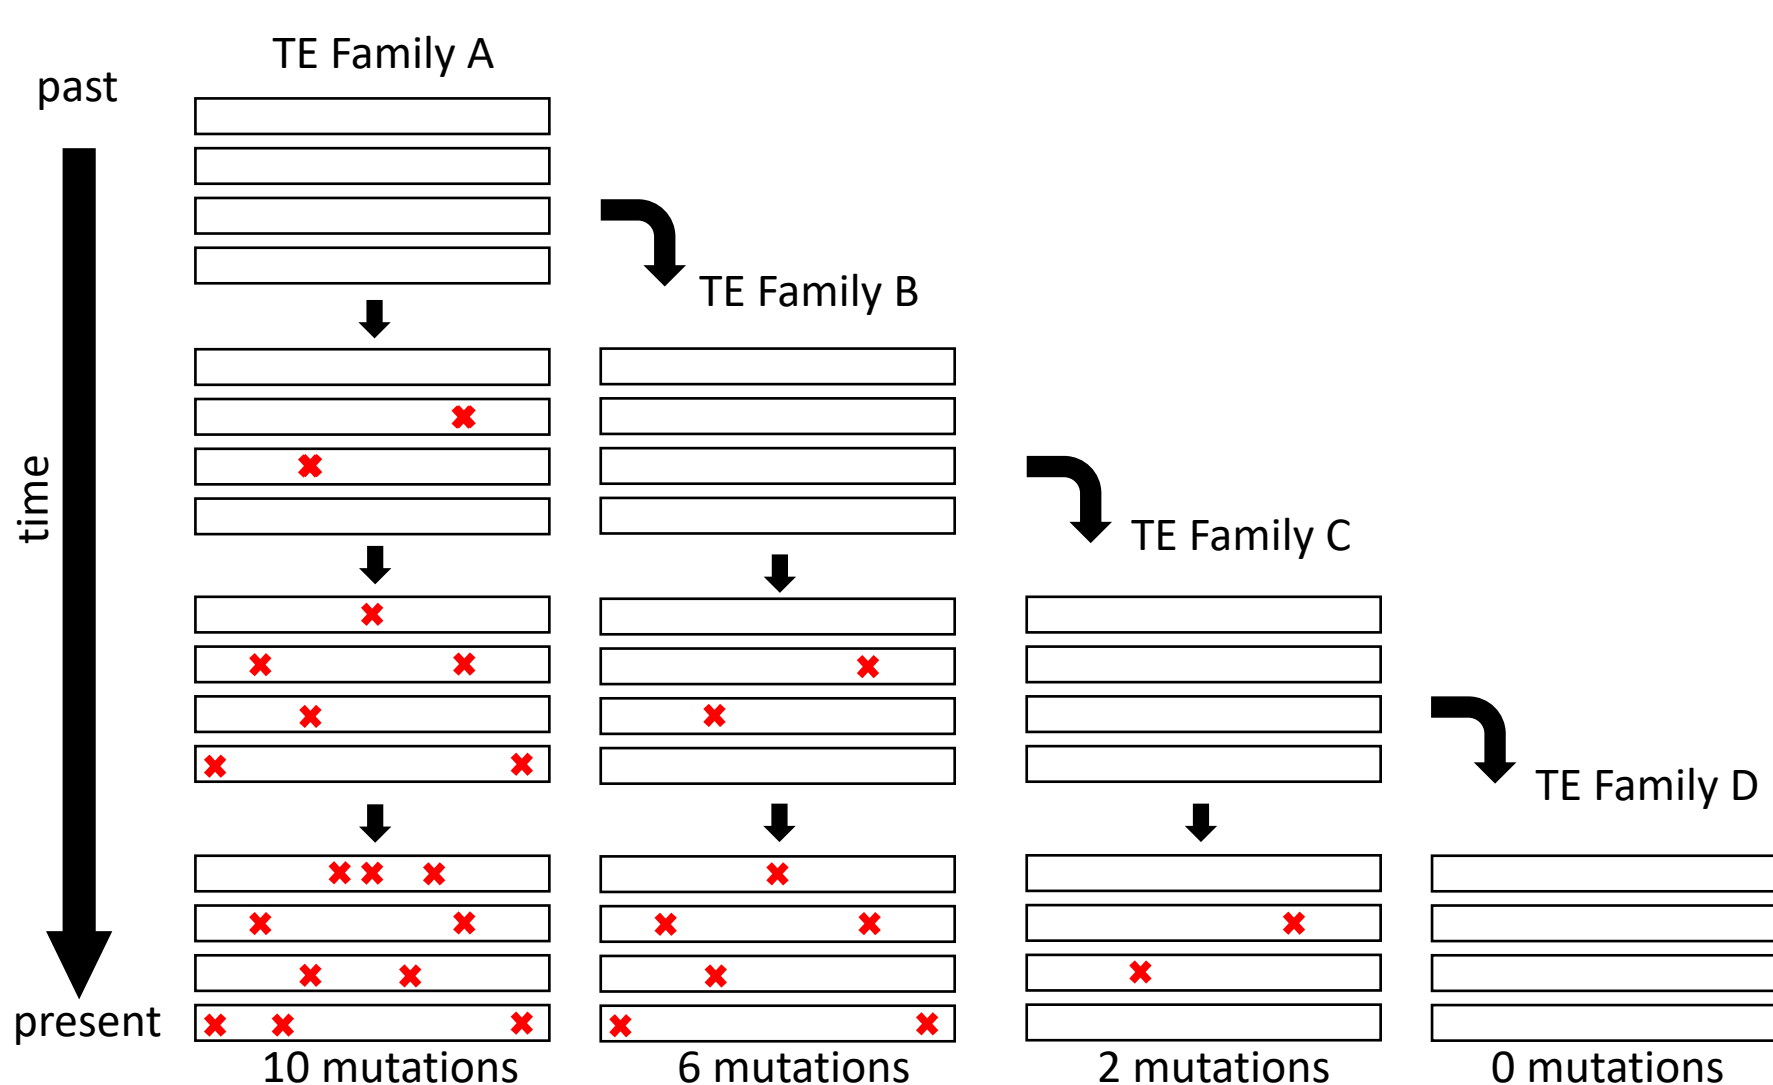 TE Family A
past
TE Family B
time
TE Family C
TE Family D
present
10 mutations
6 mutations
2 mutations
0 mutations